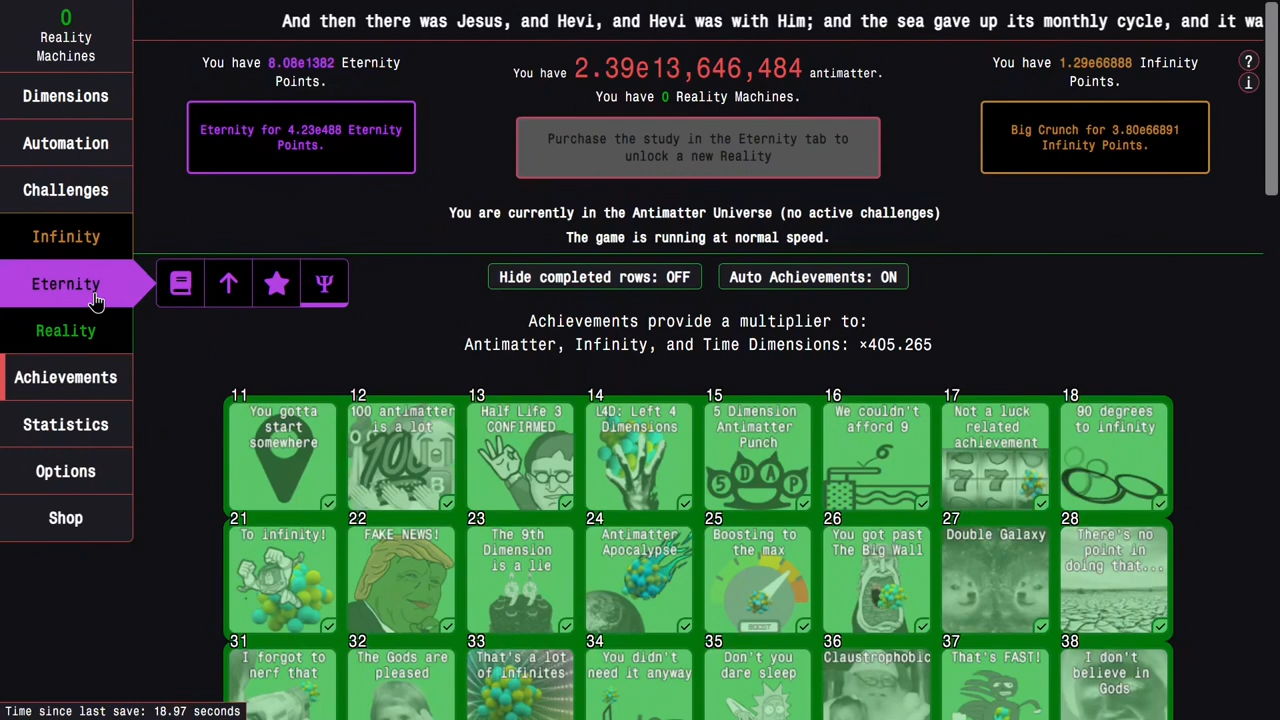 0
Reality
Machines
And then there was Jesus, and Hevi, and Hevi was with Him; and the sea gave up its monthly cycle, and it wa
You have 8.08e1382 Eternity
Points.
Eternity for 4.23e488 Eternity
Points.
You have 2.39e13,646,484 antimatter.
You have 0 Reality Machines.
Purchase the study in the Eternity tab to
unlock a new Reality
You have 1.29e66888 Infinity
Points.
Big Crunch for 3.80e66891
Infinity Points.
?
i
You are currently in the Antimatter Universe (no active challenges)
The game is running at normal speed.
Dimensions
Automation
Challenges
Infinity
Eternity
Reality
Achievements
Statistics
Options
Shop
Ψ
Hide completed rows: OFF
Auto Achievements: ON
Achievements provide a multiplier to:
Antimatter, Infinity, and Time Dimensions: ×405.265
11
You gotta
start
somewhere
12
100 antimatter
is a lot
13
Half Life 3
CONFIRMED
14
L4D: Left 4
Dimensions
15
5 Dimension
Antimatter
Punch
5 D A P
16
We couldn't
afford 9
17
Not a luck
related
achievement
18
90 degrees
to infinity
21
To infinity!
22
FAKE NEWS!
23
The 9th
Dimension
is a lie
24
Antimatter
Apocalypse
25
Boosting to
the max
BOOST
26
You got past
The Big Wall
27
Double Galaxy
28
There's no
point in
doing that...
31
I forgot to
nerf that
32
The Gods are
pleased
33
That's a lot
of infinites
34
You didn't
need it anyway
35
Don't you
dare sleep
36
Claustrophobic
37
That's FAST!
38
I don't
believe in
Gods
Time since last save: 18.97 seconds